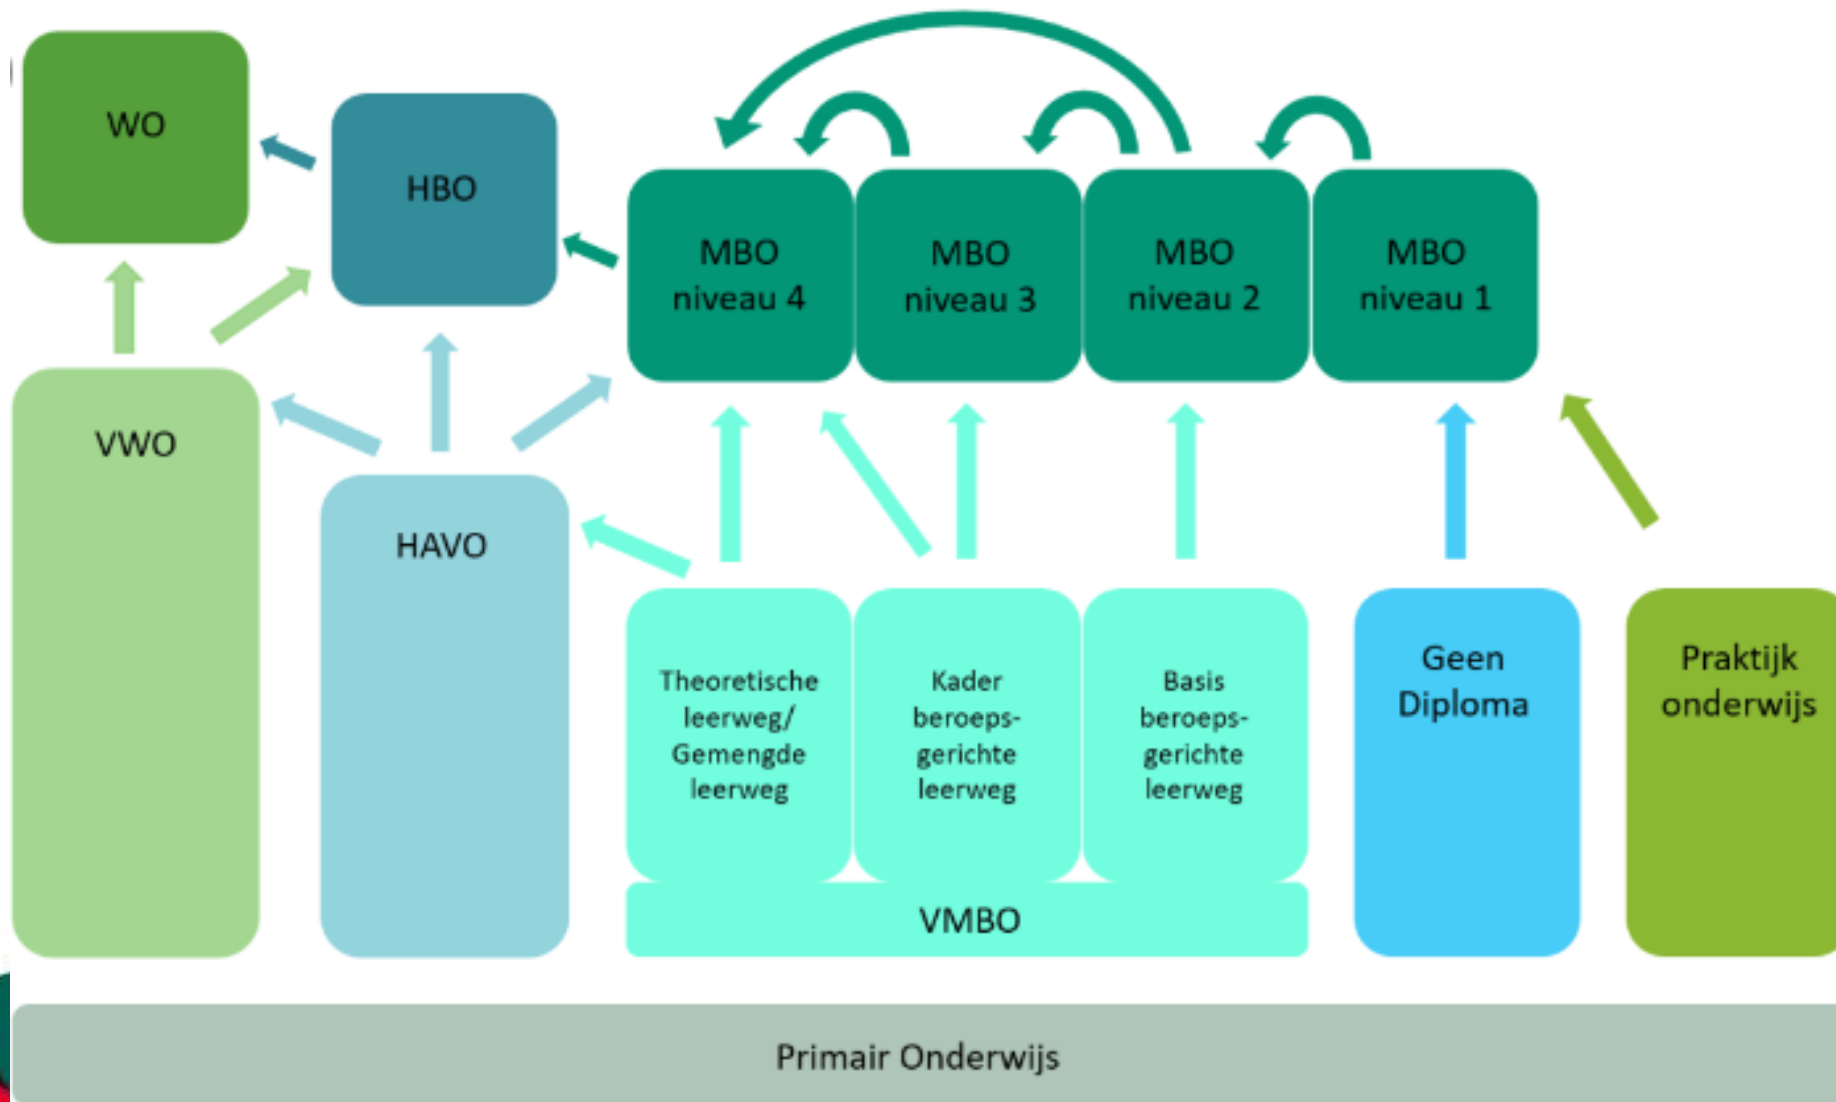 WO
HBO
MBO
niveau 4
MBO
niveau 3
MBO
niveau 2
MBO
niveau 1
VWO
HAVO
Theoretische
leerweg/
Gemengde
leerweg
Kader
beroeps-
gerichte
leerweg
Basis
beroeps-
gerichte
leerweg
VMBO
Geen
Diploma
Praktijk
onderwijs
Primair Onderwijs